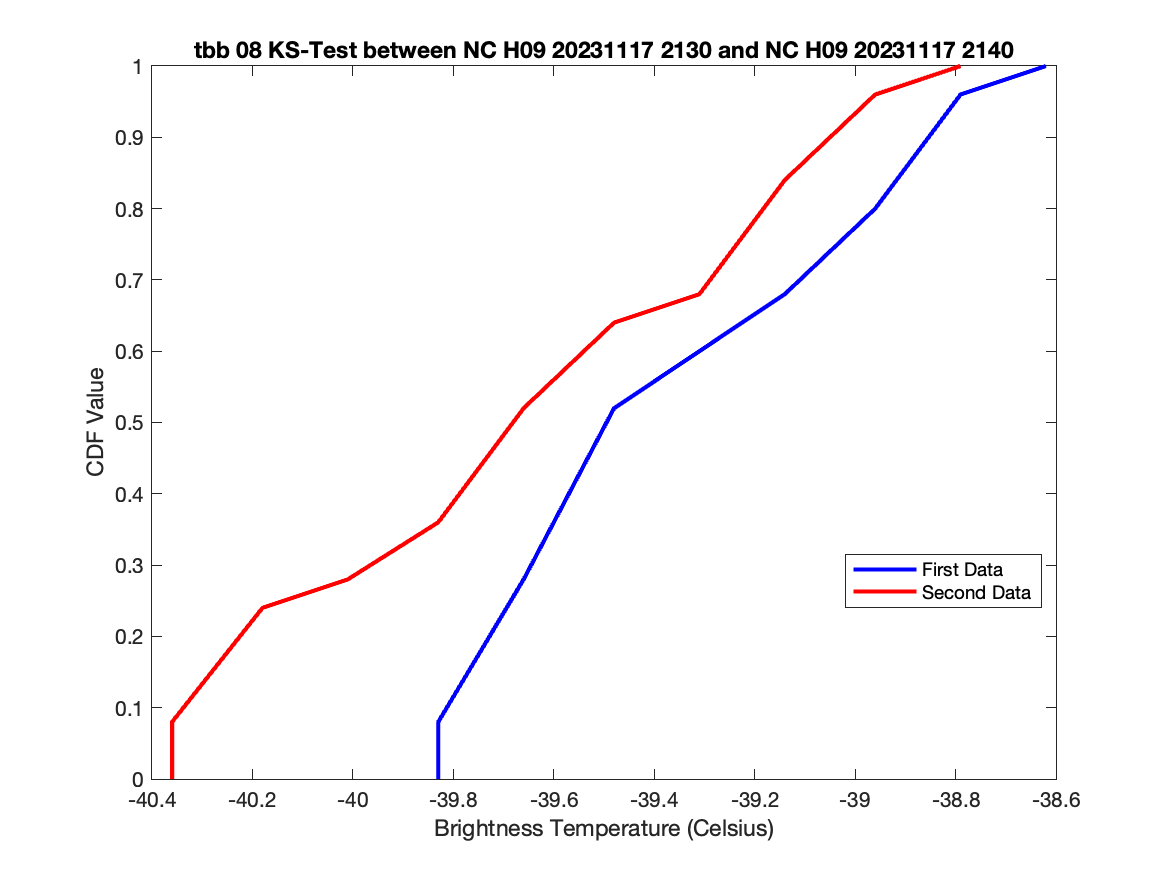 tbb 08 KS-Test between NC H09 20231117 2130 and NC H09 20231117 2140
1
0.9
0.8
0.7
0.6
0.5
0.4
0.3
0.2
0.1
0
CDF Value
First Data
Second Data
-40.4 -40.2 -40 -39.8 -39.6 -39.4 -39.2 -39 -38.8 -38.6
Brightness Temperature (Celsius)